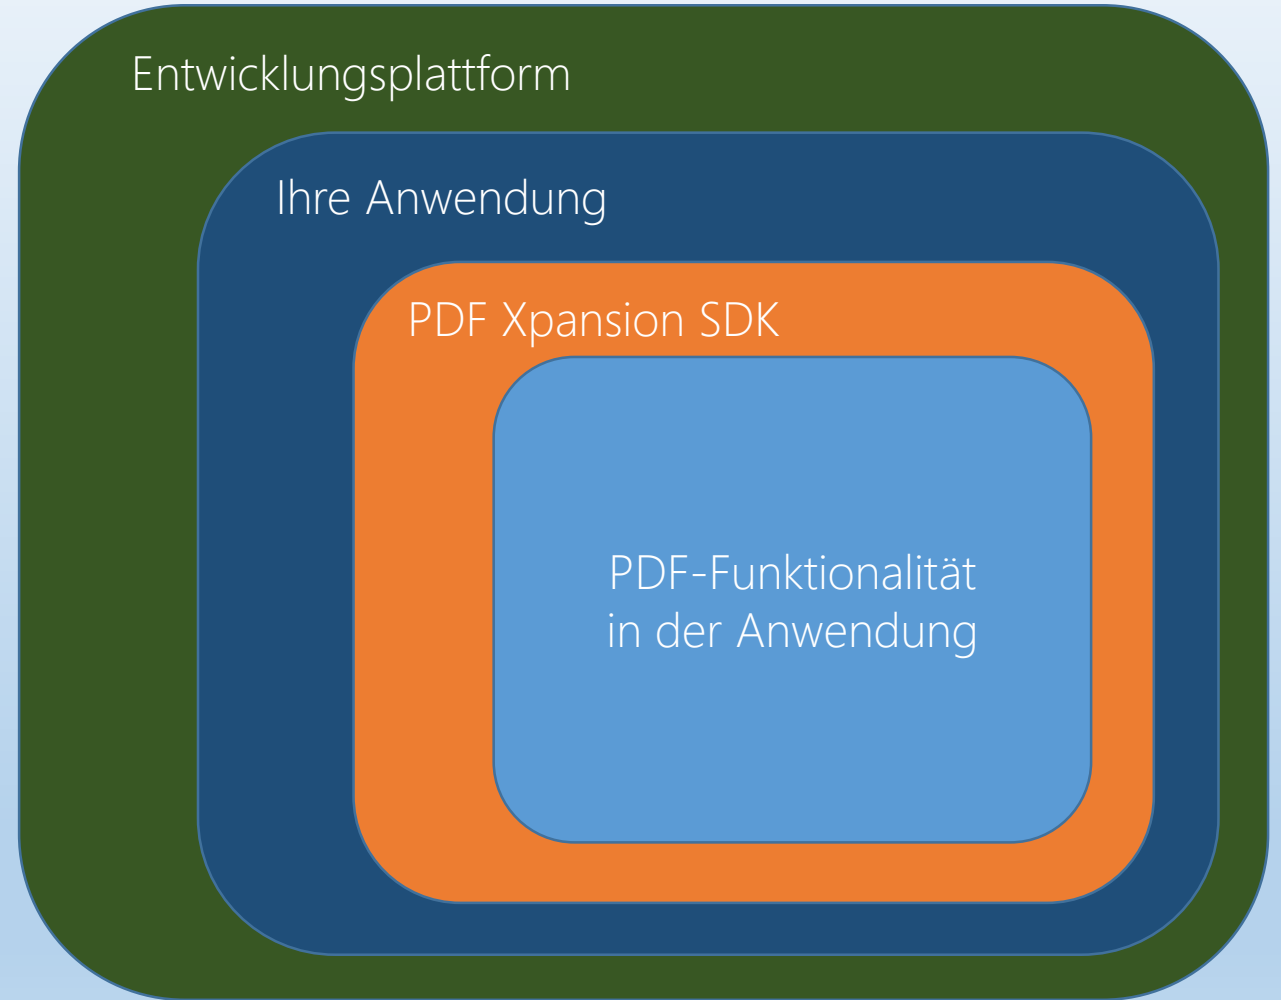 Entwicklungsplattform
Ihre Anwendung
PDF Xpansion SDK
PDF-Funktionalität
in der Anwendung